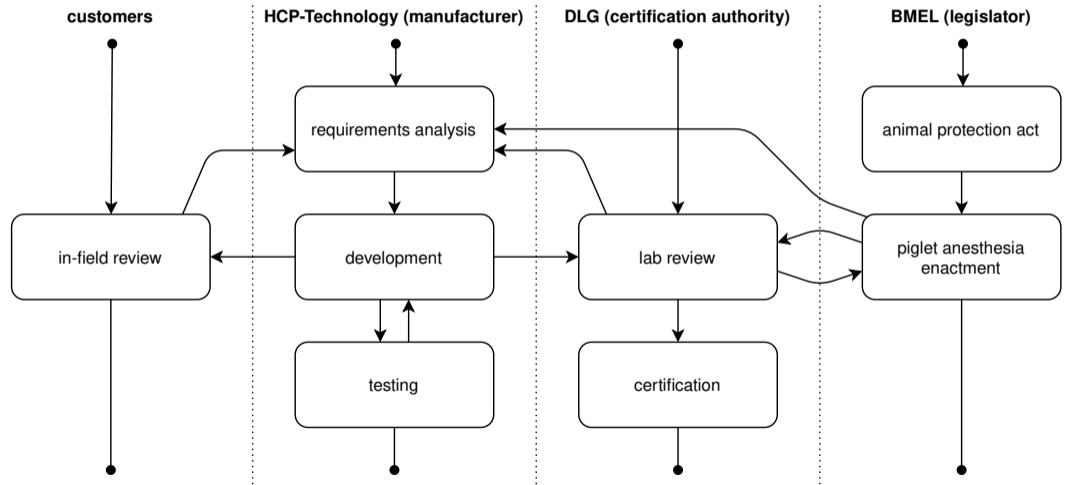 customers
HCP-Technology (manufacturer)
DLG (certification authority)
BMEL (legislator)
requirements analysis
animal protection act
in-field review
development
lab review
piglet anesthesia
enactment
testing
certification